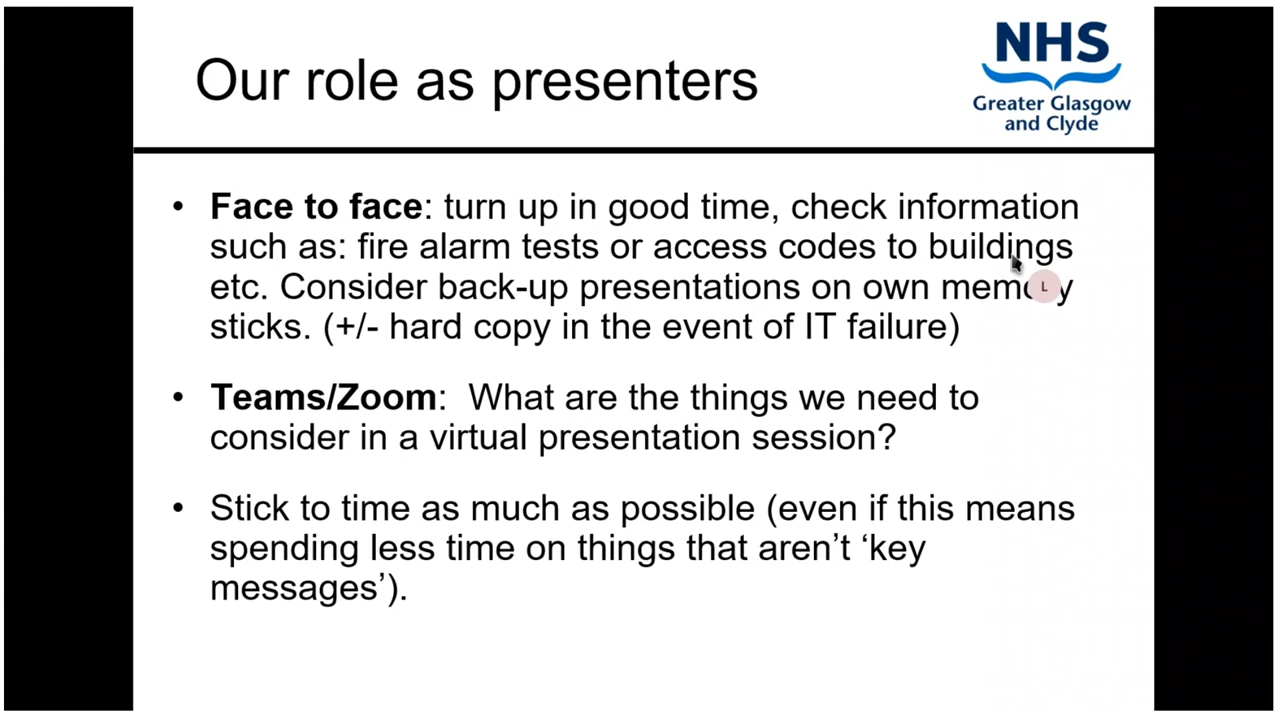 Our role as presenters
NHS
Greater Glasgow
and Clyde
• Face to face: turn up in good time, check information
such as: fire alarm tests or access codes to buildings
etc. Consider back-up presentations on own memory
sticks. (+/- hard copy in the event of IT failure)
• Teams/Zoom:  What are the things we need to
consider in a virtual presentation session?
• Stick to time as much as possible (even if this means
spending less time on things that aren’t ‘key
messages’).
L